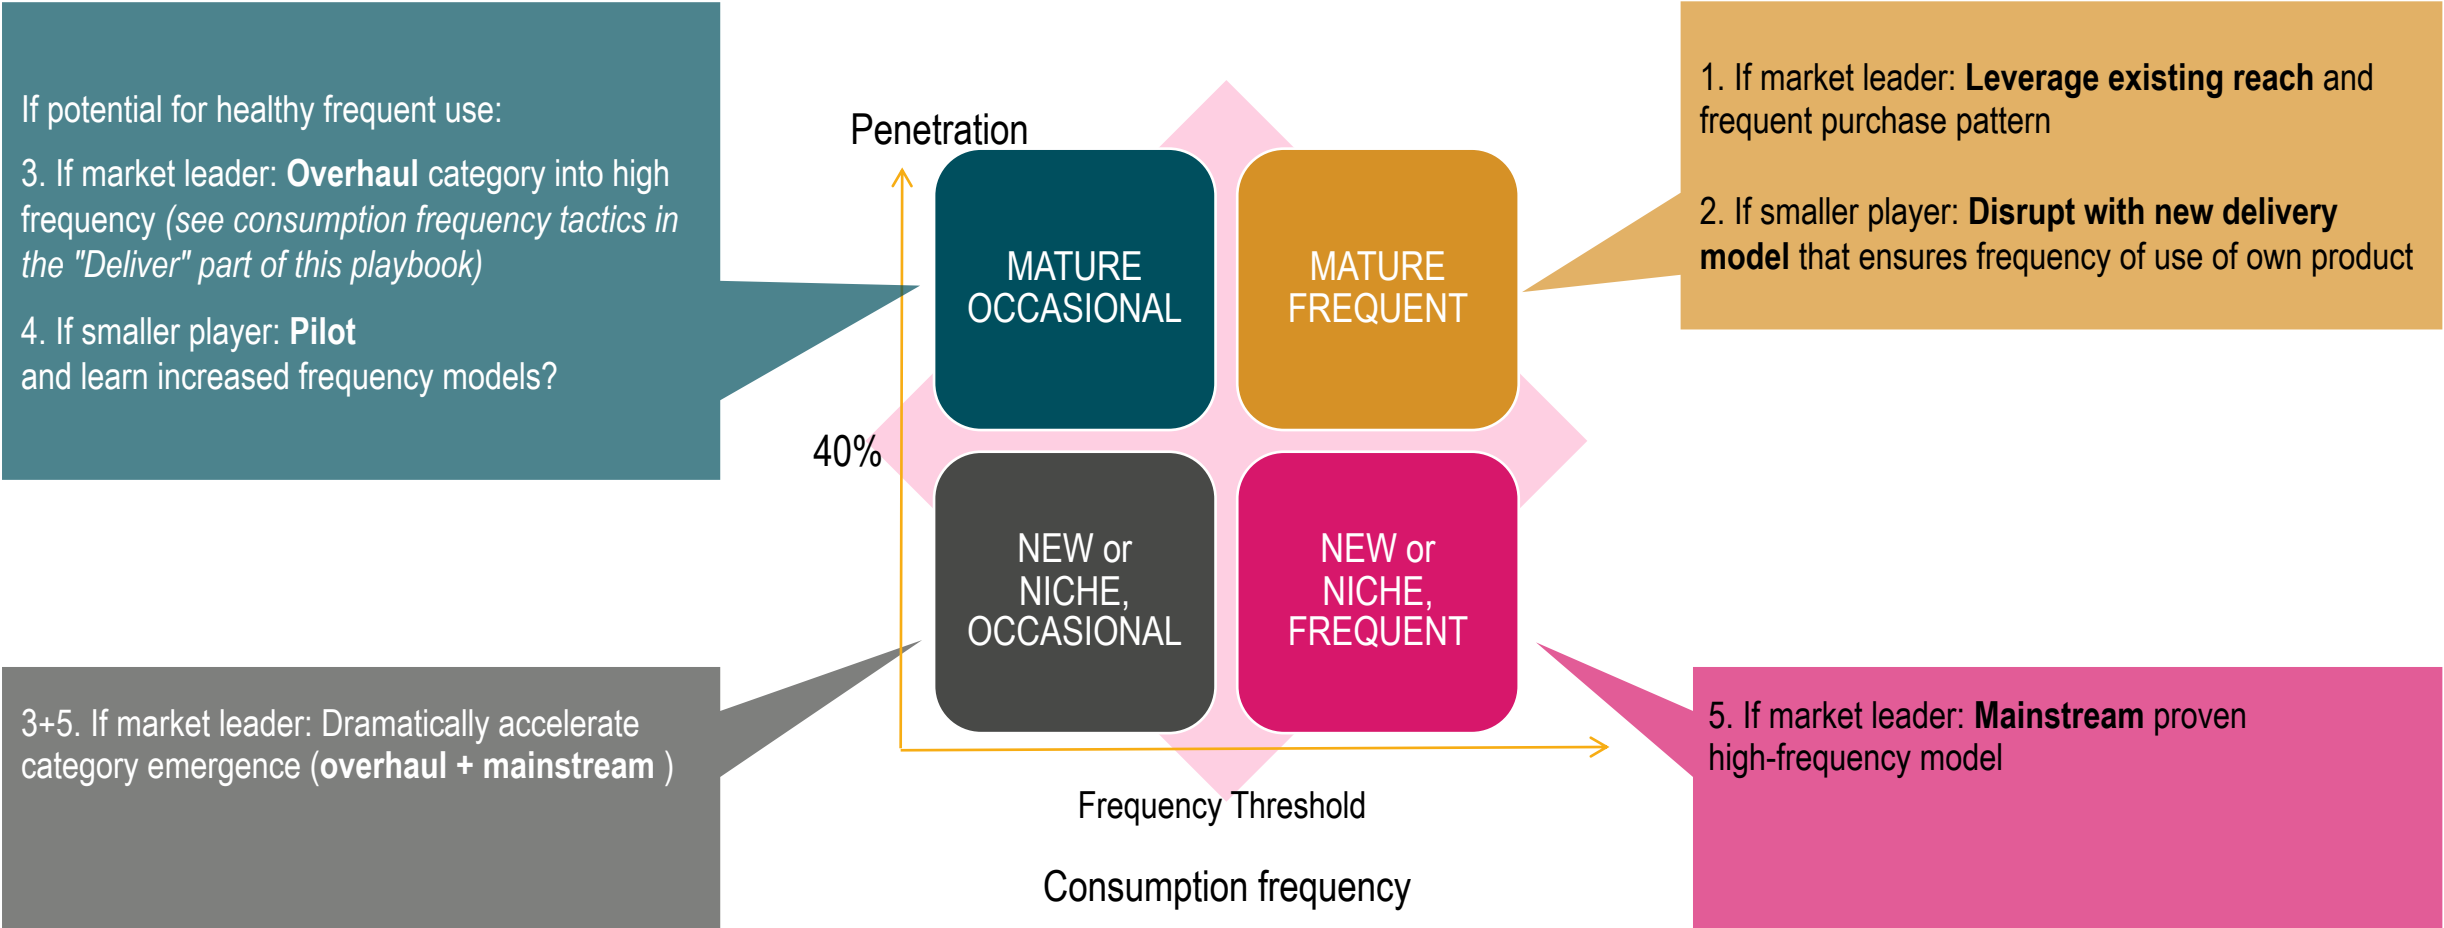 If potential for healthy frequent use:
3. If market leader: Overhaul category into high
frequency (see consumption frequency tactics in
the "Deliver" part of this playbook)
4. If smaller player: Pilot
and learn increased frequency models?
1. If market leader: Leverage existing reach and
frequent purchase pattern
2. If smaller player: Disrupt with new delivery
model that ensures frequency of use of own product
Penetration
MATURE
OCCASIONAL
MATURE
FREQUENT
40%
NEW or
NICHE,
OCCASIONAL
NEW or
NICHE,
FREQUENT
3+5. If market leader: Dramatically accelerate
category emergence (overhaul + mainstream )
5. If market leader: Mainstream proven
high-frequency model
Frequency Threshold
Consumption frequency